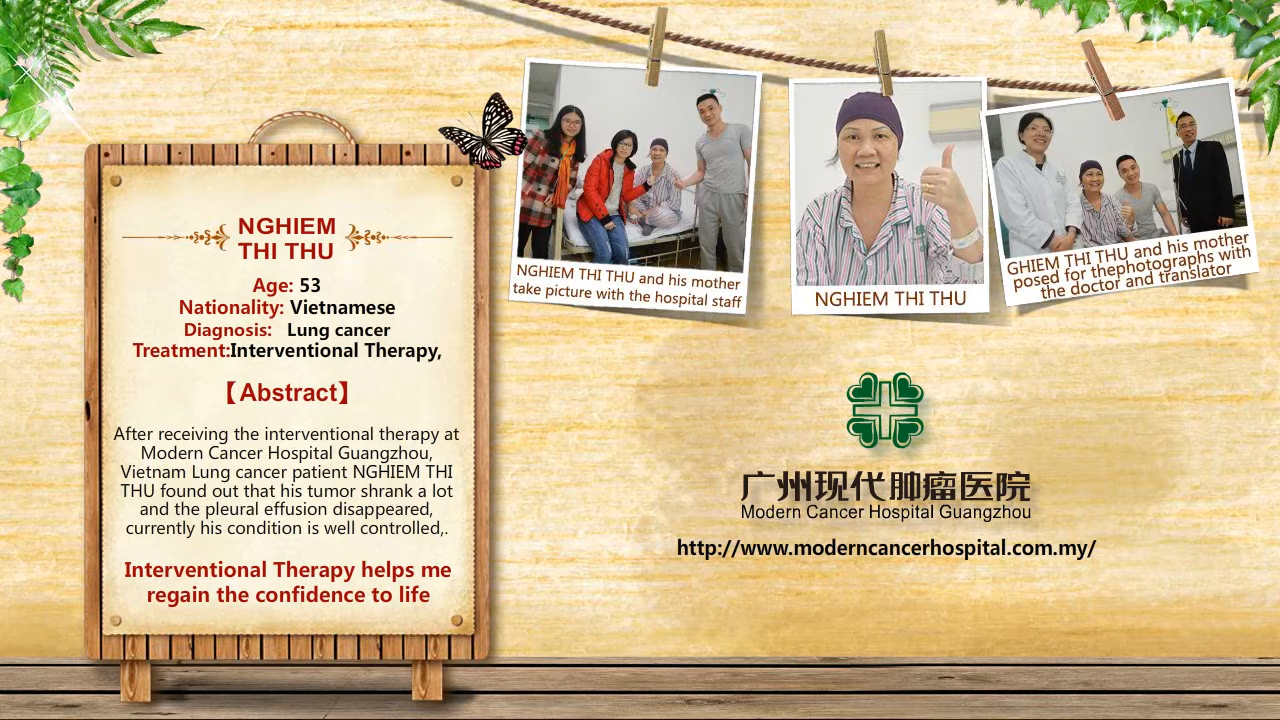 NGHIEM
THI THU
Age: 53
Nationality: Vietnamese
Diagnosis: Lung cancer
Treatment:Interventional Therapy,
【Abstract】
After receiving the interventional therapy at
Modern Cancer Hospital Guangzhou,
Vietnam Lung cancer patient NGHIEM THI
THU found out that his tumor shrank a lot
and the pleural effusion disappeared,
currently his condition is well controlled,.
Interventional Therapy helps me
regain the confidence to life
NGHIEM THI THU and his mother
take picture with the hospital staff
NGHIEM THI THU
GHIEM THI THU and his mother
posed for thephotographs with
the doctor and translator
广州现代肿瘤医院
Modern Cancer Hospital Guangzhou
http://www.moderncancerhospital.com.my/